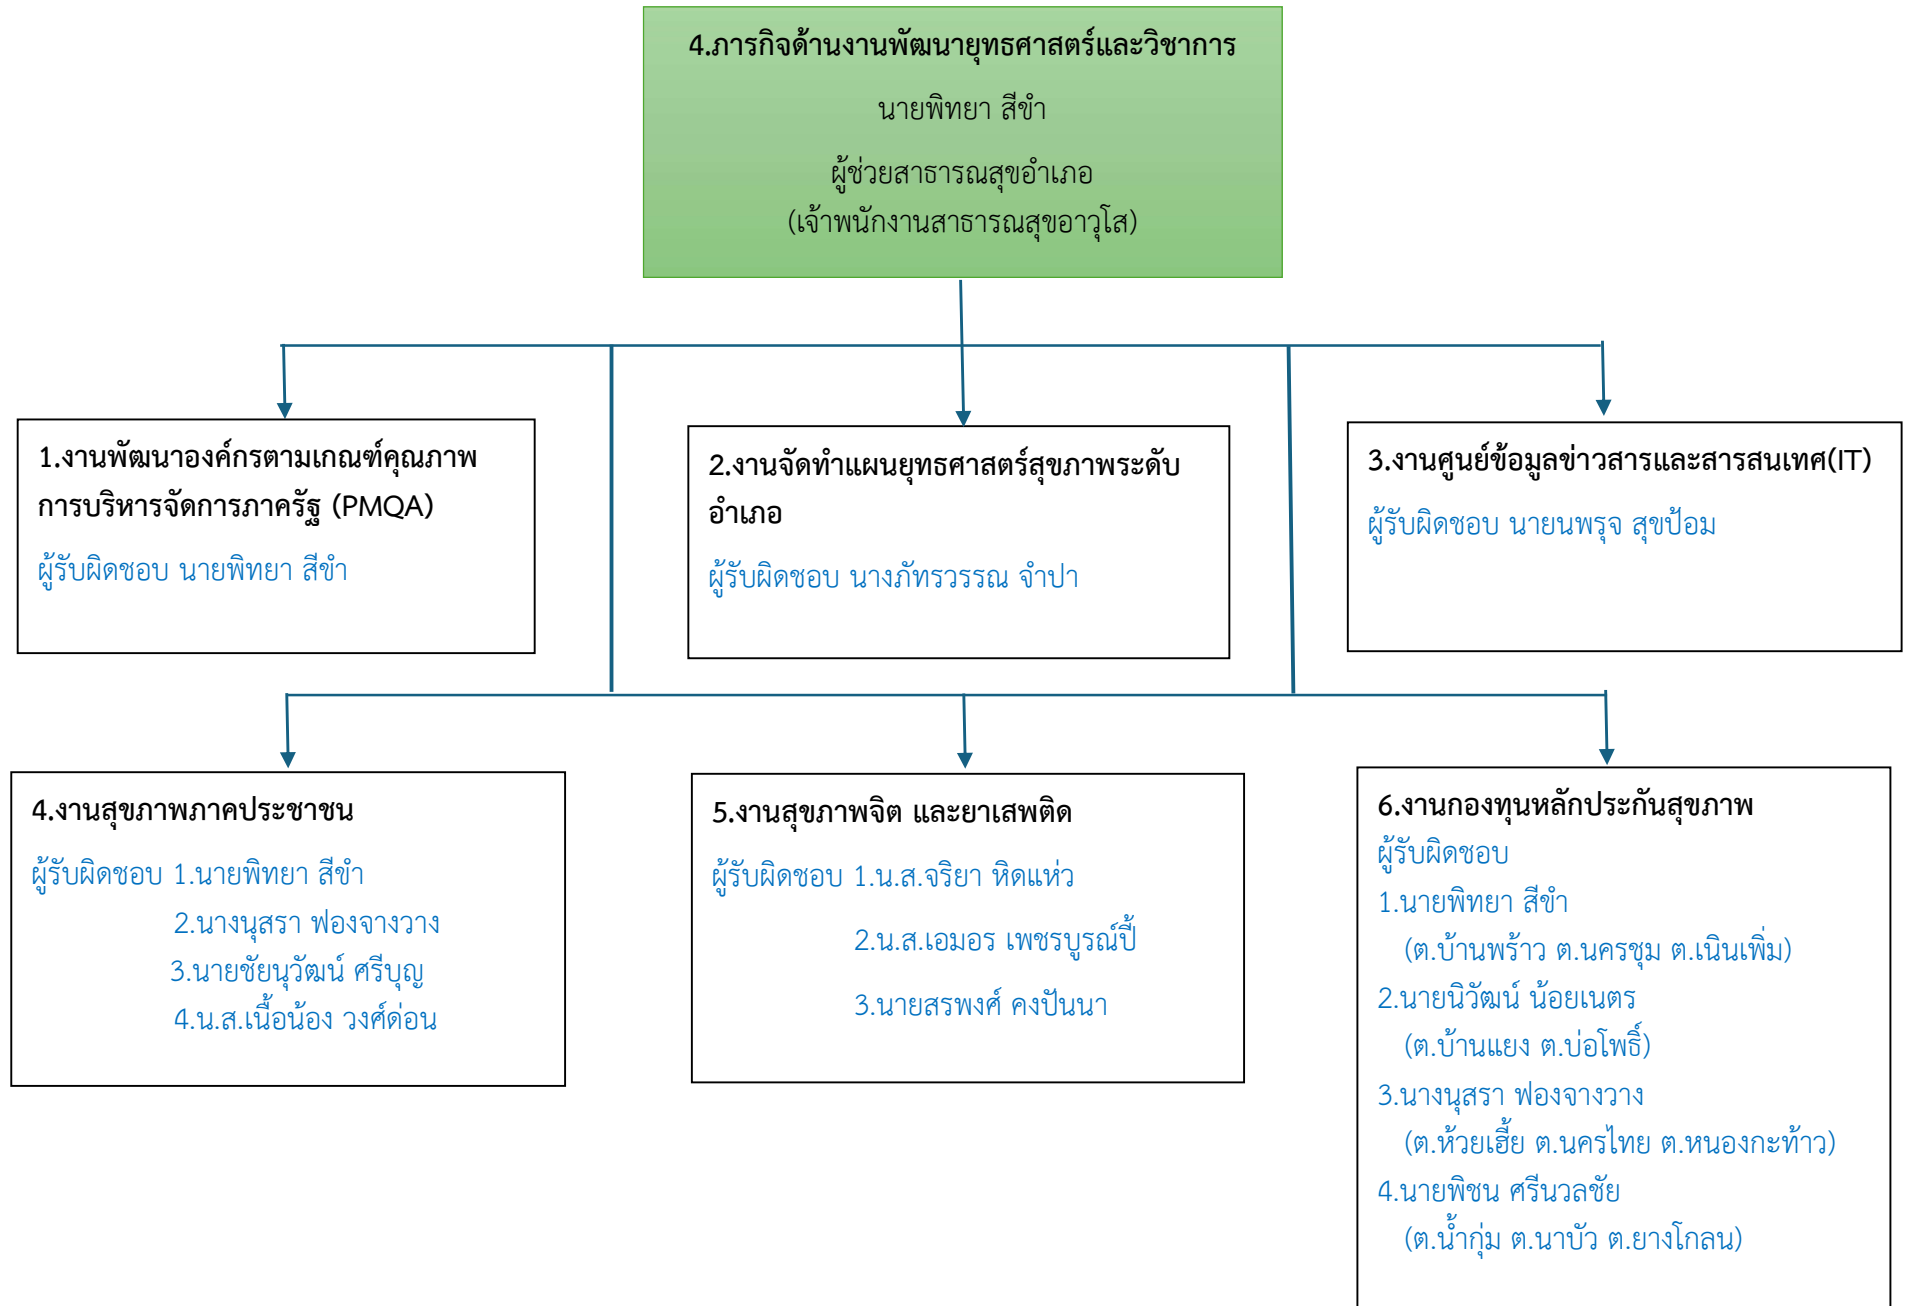 4.ภารกิจด้านงานพัฒนายุทธศาสตร์และวิชาการ
นายพิทยา สีขำ
ผู้ช่วยสาธารณสุขอำเภอ
(เจ้าพนักงานสาธารณสุขอาวุโส)
1.งานพัฒนาองค์กรตามเกณฑ์คุณภาพ
การบริหารจัดการภาครัฐ (PMQA)
ผู้รับผิดชอบ นายพิทยา สีขำ
2.งานจัดทำแผนยุทธศาสตร์สุขภาพระดับ
อำเภอ
ผู้รับผิดชอบ นางภัทรวรรณ จำปา
3.งานศูนย์ข้อมูลข่าวสารและสารสนเทศ(IT)
ผู้รับผิดชอบ นายนพรุจ สุขป้อม
4.งานสุขภาพภาคประชาชน
ผู้รับผิดชอบ 1.นายพิทยา สีขำ
2.นางนุสรา ฟองจางวาง
3.นายชัยนุวัฒน์ ศรีบุญ
4.น.ส.เนื้อน้อง วงศ์ด่อน
5.งานสุขภาพจิต และยาเสพติด
ผู้รับผิดชอบ 1.น.ส.จริยา หิดแห่ว
2.น.ส.เอมอร เพชรบูรณ์ปี้
3.นายสรพงศ์ คงปันนา
6.งานกองทุนหลักประกันสุขภาพ
ผู้รับผิดชอบ
1.นายพิทยา สีขำ
(ต.บ้านพร้าว ต.นครชุม ต.เนินเพิ่ม)
2.นายนิวัฒน์ น้อยเนตร
(ต.บ้านแยง ต.บ่อโพธิ์)
3.นางนุสรา ฟองจางวาง
(ต.ห้วยเฮี้ย ต.นครไทย ต.หนองกะท้าว)
4.นายพิชน ศรีนวลชัย
(ต.น้ำกุ่ม ต.นาบัว ต.ยางโกลน)